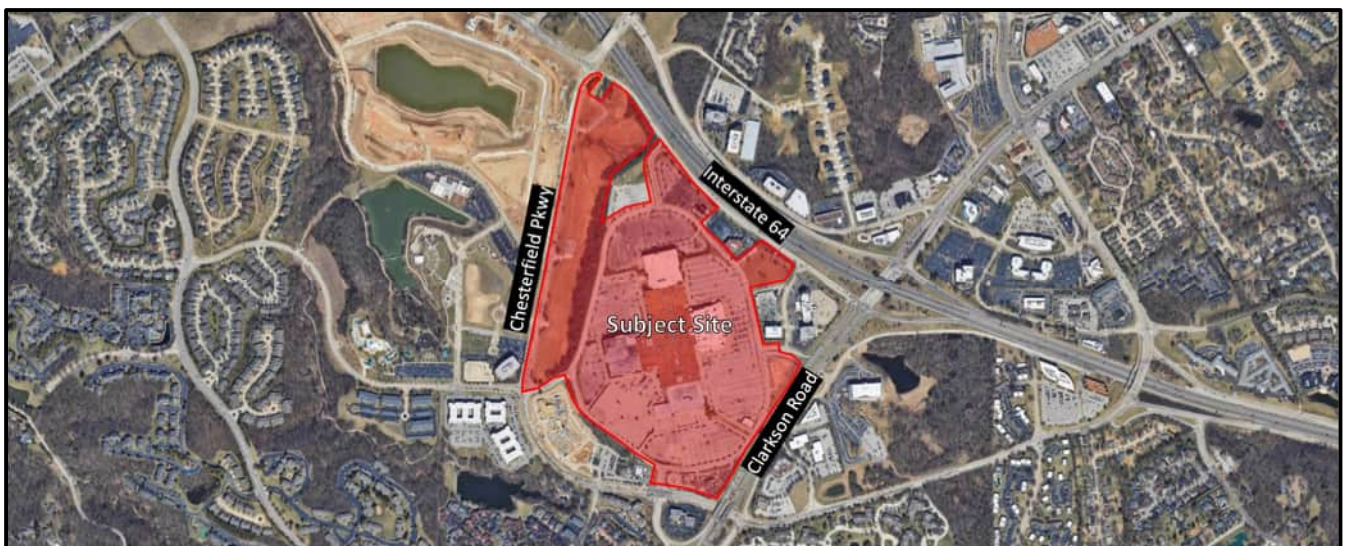 Interstate 64
Chesterfield Pkwy
Subject Site
Clarkson Road